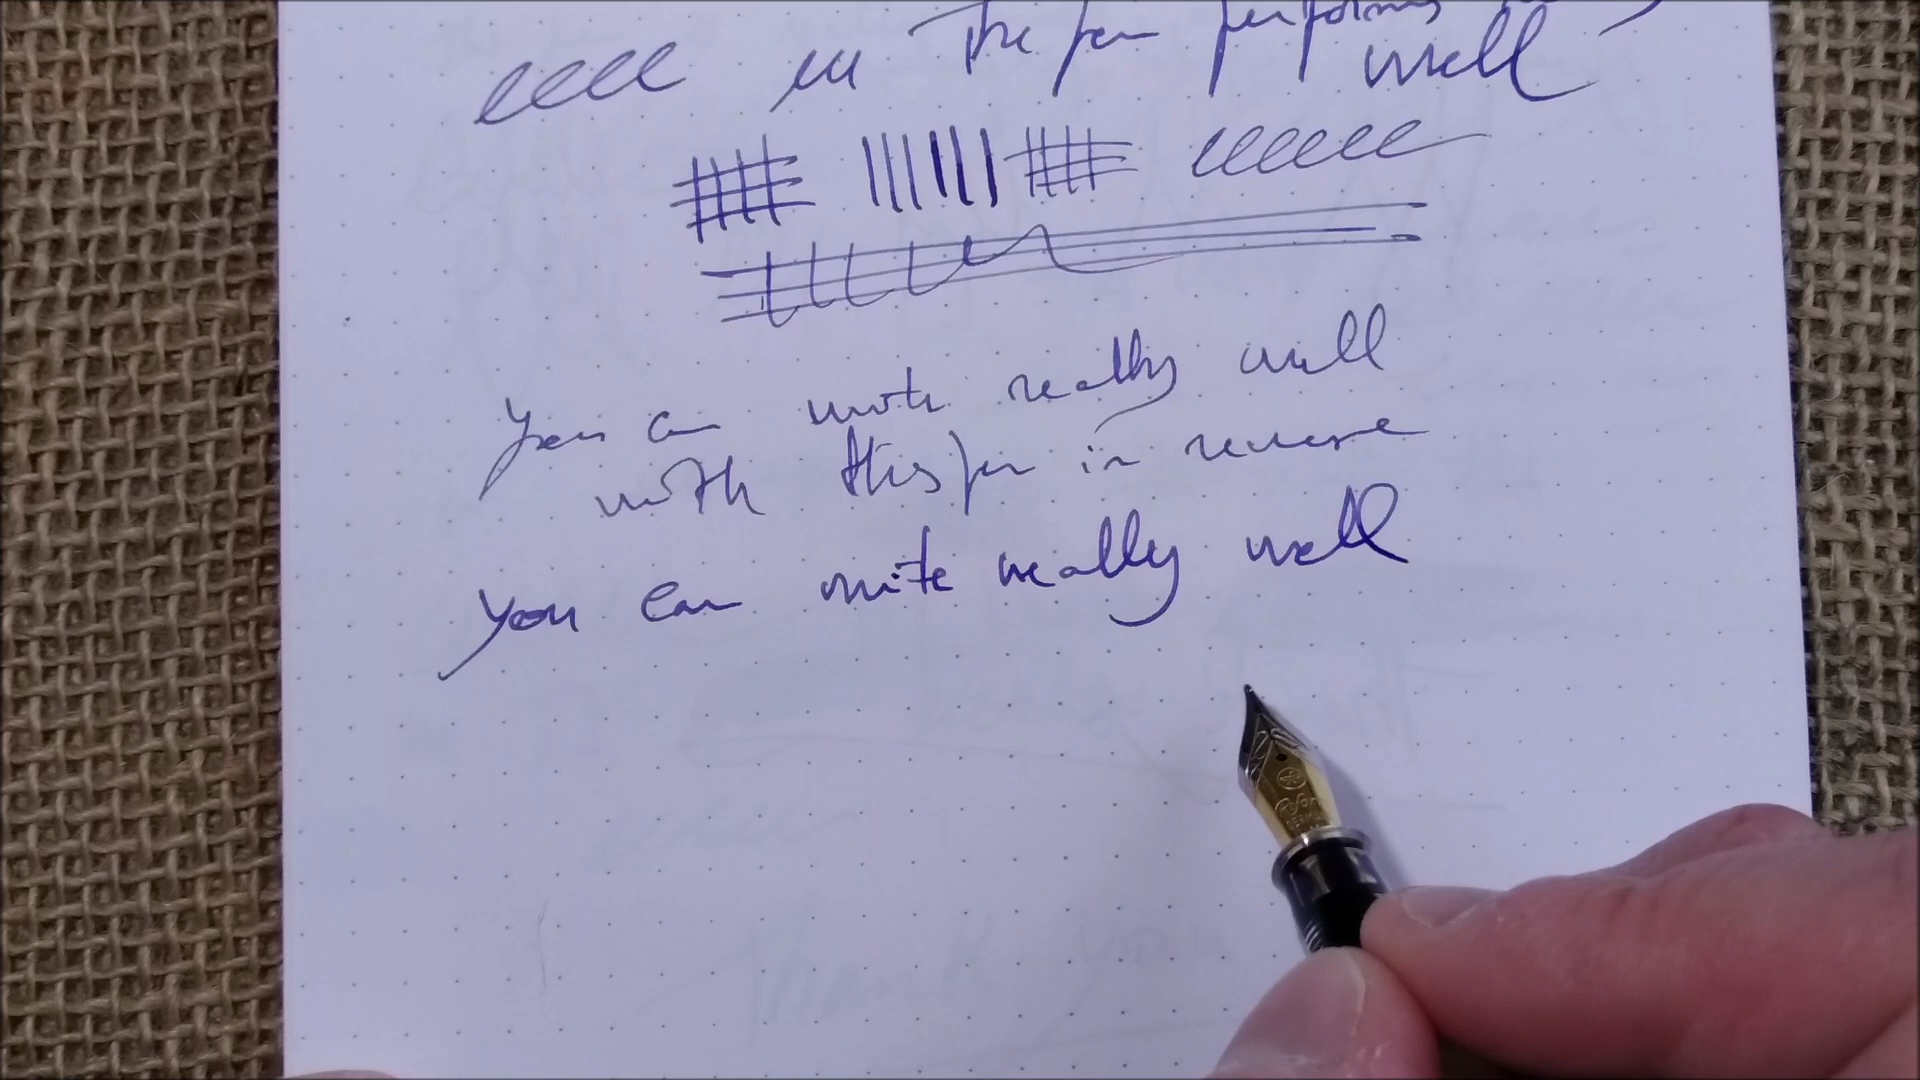 The pen performs
well
You can write really well
with this pen in reverse
You can write really well